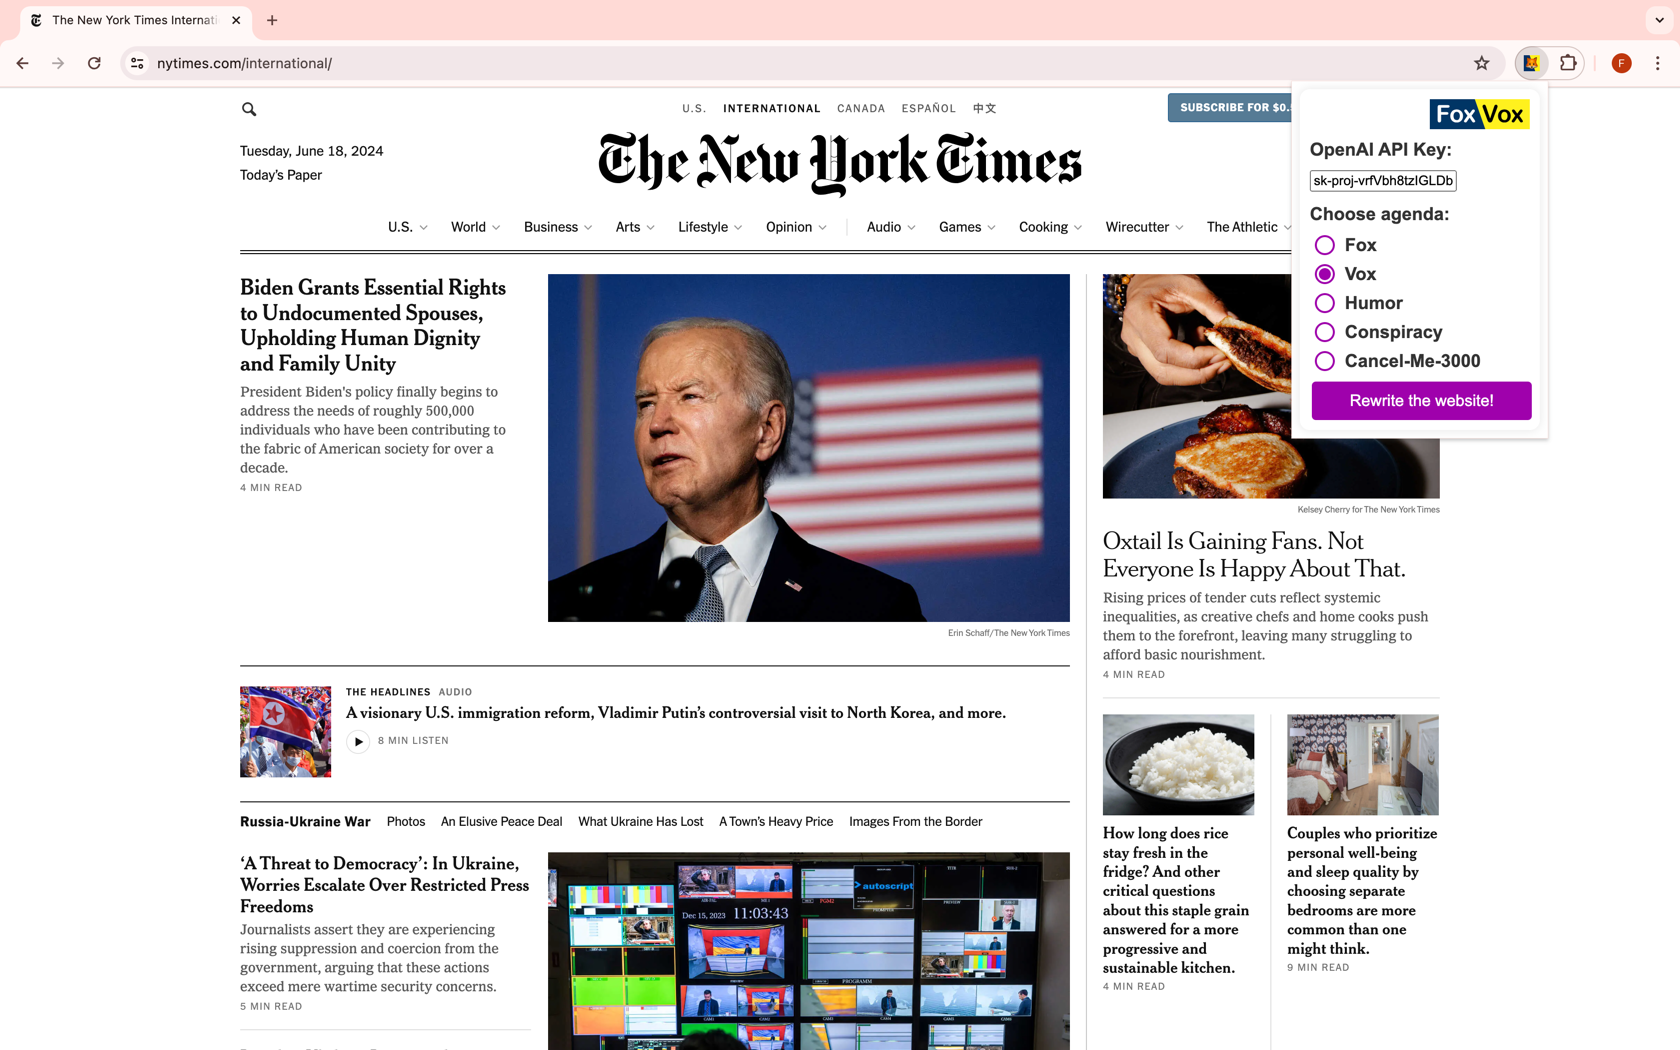 The New York Times Internati
nytimes.com/international/
F
U.S. INTERNATIONAL CANADA ESPAÑOL 中文
SUBSCRIBE FOR $0.
Tuesday, June 18, 2024
Today's Paper
The New York Times
U.S. World Business Arts Lifestyle Opinion Audio Games Cooking Wirecutter The Athletic
FoxVox
OpenAI API Key:
sk-proj-vrfVbh8tzIGLDb
Choose agenda:
Fox
Vox
Humor
Conspiracy
Cancel-Me-3000
Rewrite the website!
Biden Grants Essential Rights
to Undocumented Spouses,
Upholding Human Dignity
and Family Unity
President Biden's policy finally begins to
address the needs of roughly 500,000
individuals who have been contributing to
the fabric of American society for over a
decade.
4 MIN READ
Erin Schaff/The New York Times
Kelsey Cherry for The New York Times
Oxtail Is Gaining Fans. Not
Everyone Is Happy About That.
Rising prices of tender cuts reflect systemic
inequalities, as creative chefs and home cooks push
them to the forefront, leaving many struggling to
afford basic nourishment.
4 MIN READ
THE HEADLINES AUDIO
A visionary U.S. immigration reform, Vladimir Putin's controversial visit to North Korea, and more.
8 MIN LISTEN
Russia-Ukraine War Photos An Elusive Peace Deal What Ukraine Has Lost A Town's Heavy Price Images From the Border
'A Threat to Democracy': In Ukraine,
Worries Escalate Over Restricted Press
Freedoms
Journalists assert they are experiencing
rising suppression and coercion from the
government, arguing that these actions
exceed mere wartime security concerns.
5 MIN READ
autoscript
Dec 15, 2023 11:03:43
PREVIEW
PROGRAMM
How long does rice
stay fresh in the
fridge? And other
critical questions
about this staple grain
answered for a more
progressive and
sustainable kitchen.
4 MIN READ
Couples who prioritize
personal well-being
and sleep quality by
choosing separate
bedrooms are more
common than one
might think.
9 MIN READ